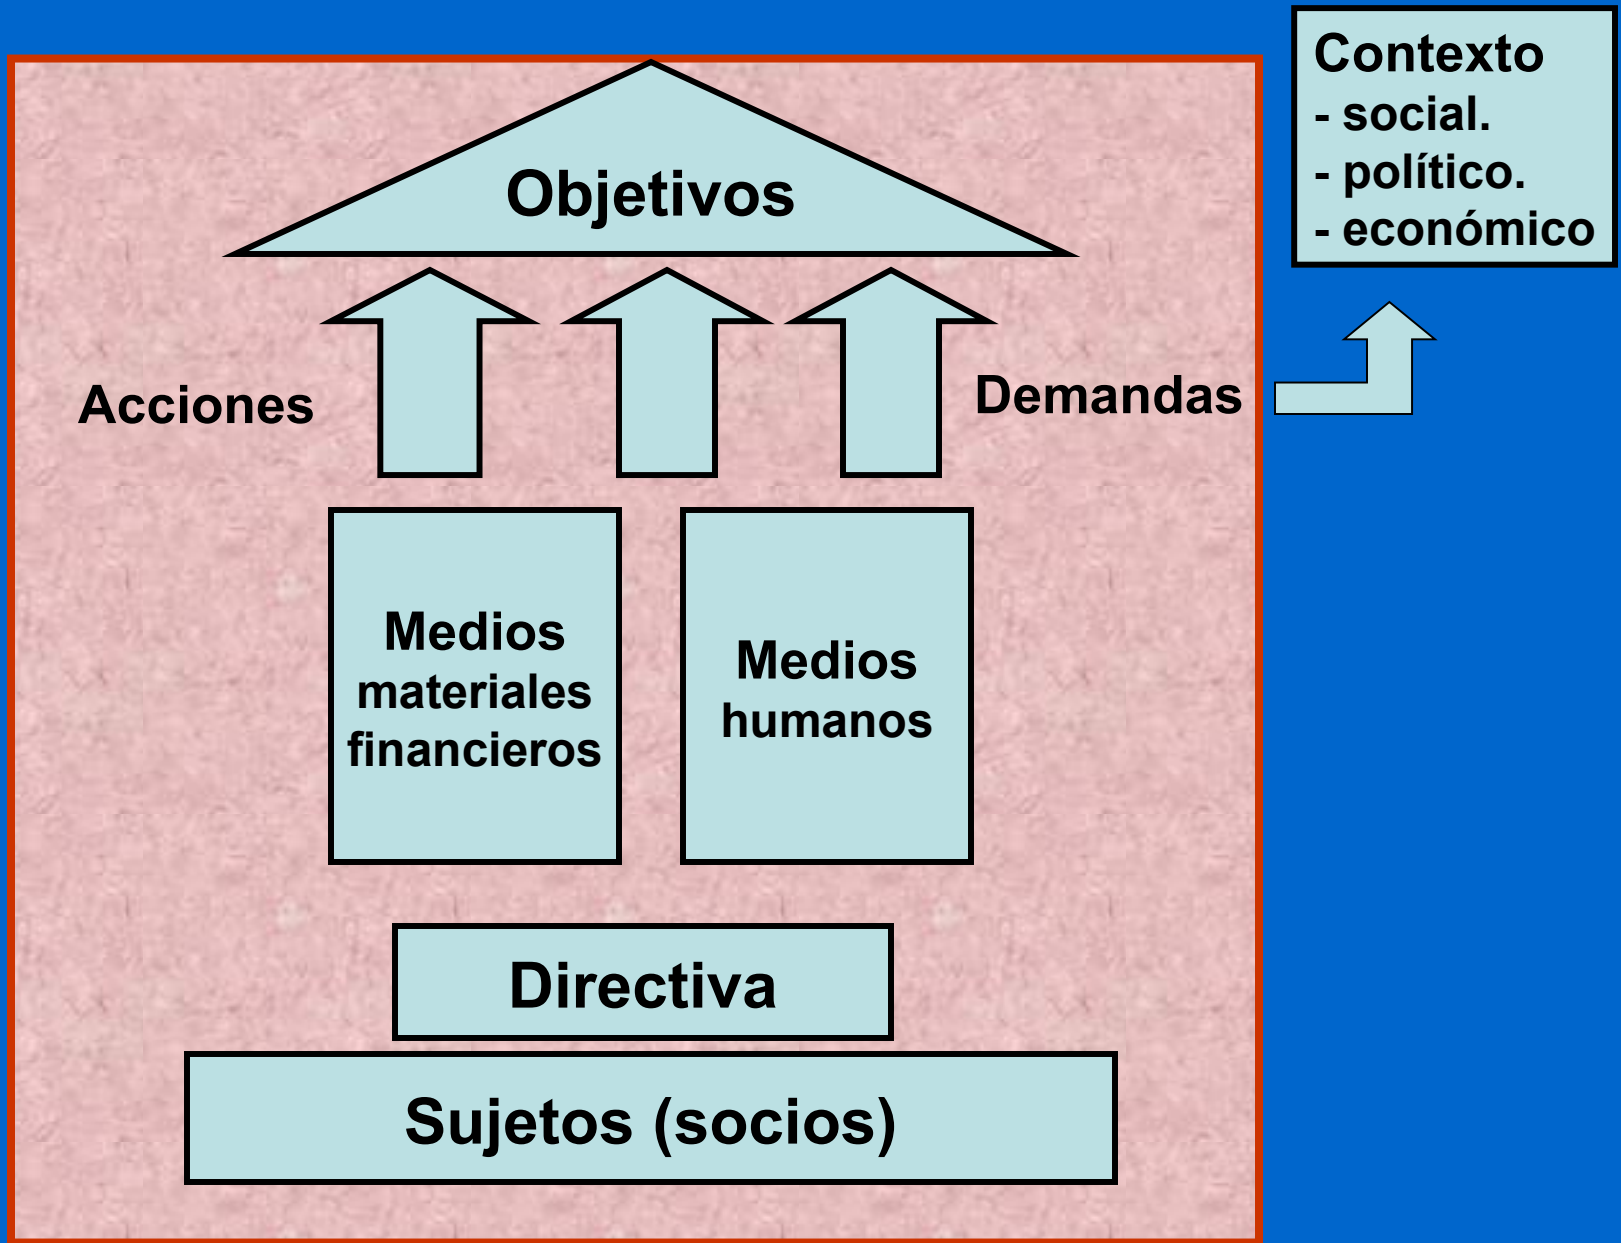 Contexto
- social.
- político.
- económico
Objetivos
Acciones
Demandas
Medios
materiales
financieros
Medios
humanos
Directiva
Sujetos (socios)